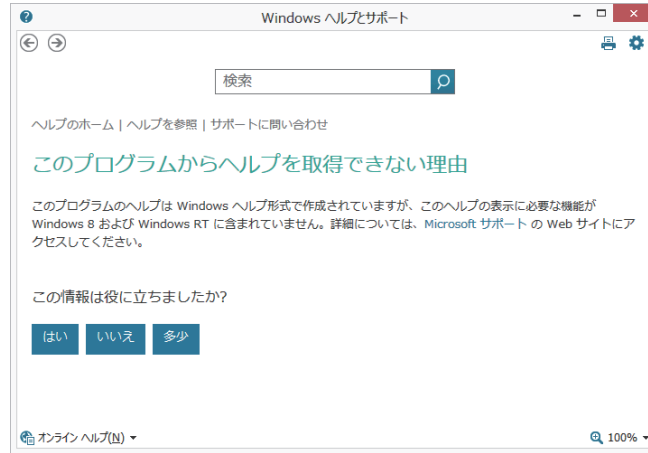 Windows ヘルプとサポート
検索
ヘルプのホーム | ヘルプを参照 | サポートに問い合わせ
このプログラムからヘルプを取得できない理由
このプログラムのヘルプは Windows ヘルプ形式で作成されていますが、このヘルプの表示に必要な機能が
Windows 8 および Windows RT に含まれていません。詳細については、Microsoft サポート の Web サイトにア
クセスしてください。
この情報は役に立ちましたか?
はい いいえ 多少
オンライン ヘルプ(N) 100%